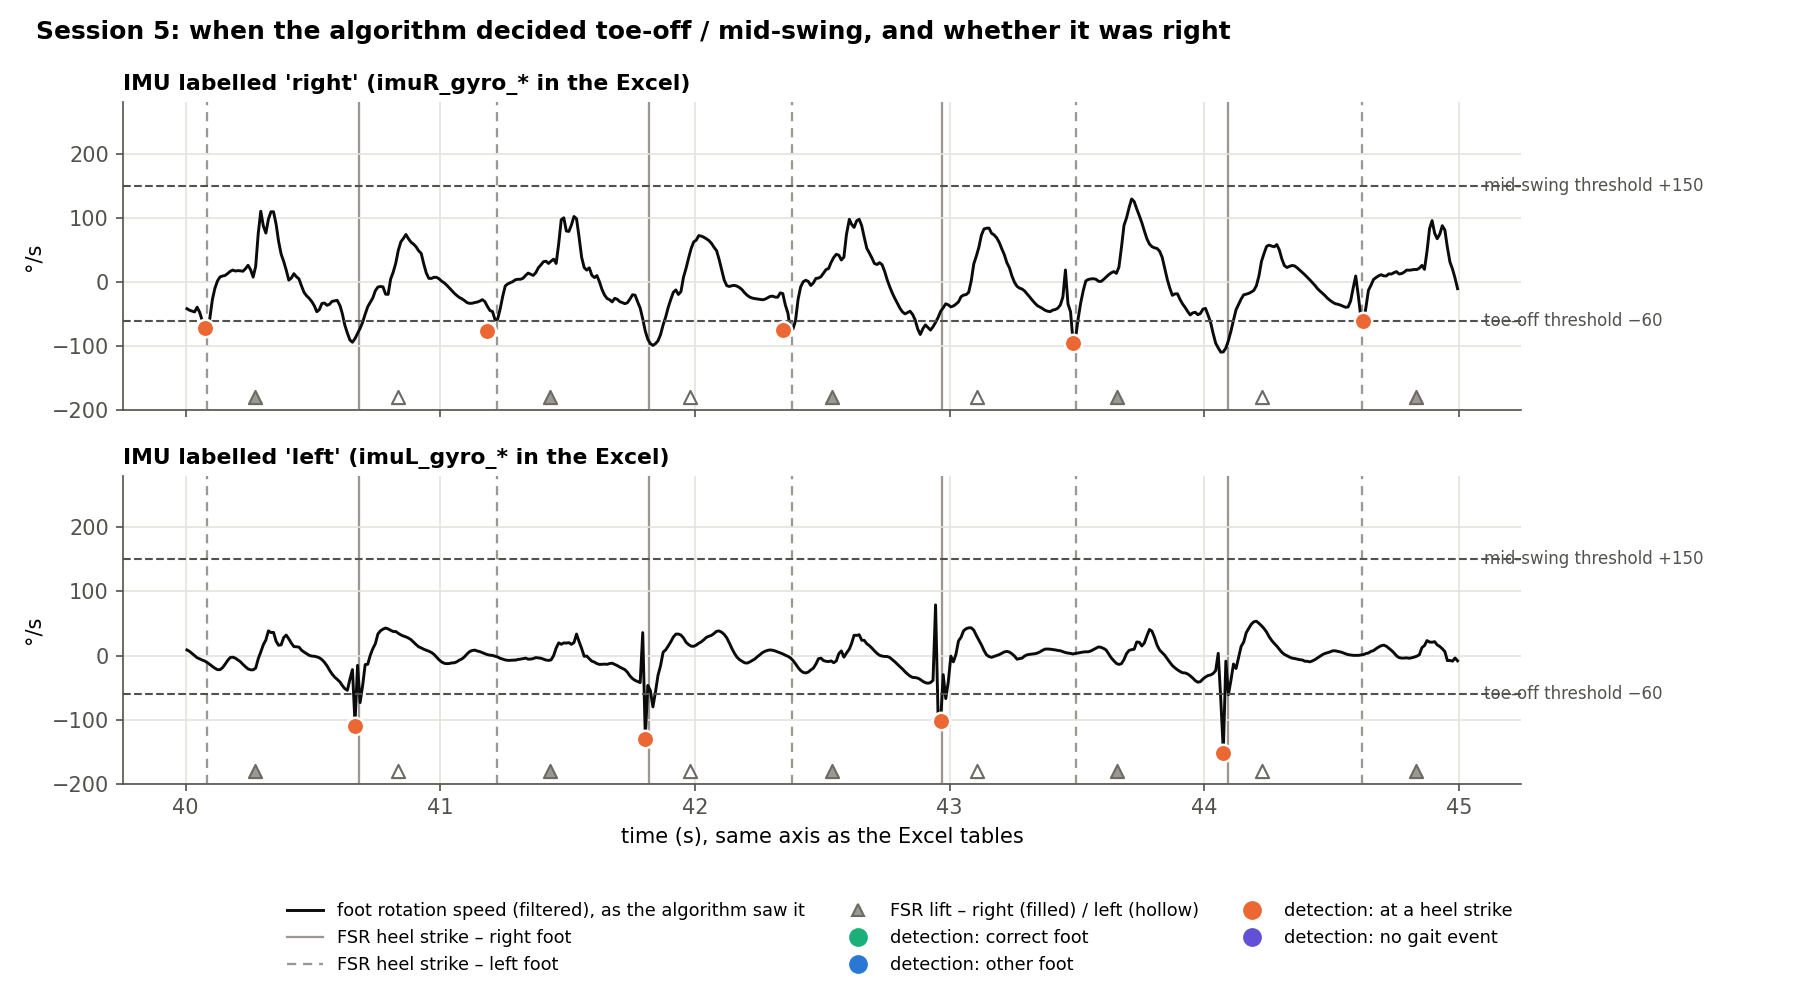 Session 5: when the algorithm decided toe-off / mid-swing, and whether it was right
IMU labelled 'right' (imuR_gyro_* in the Excel)
°/s
200
100
0
−100
−200
mid-swing threshold +150
toe-off threshold −60
IMU labelled 'left' (imuL_gyro_* in the Excel)
°/s
200
100
0
−100
−200
mid-swing threshold +150
toe-off threshold −60
40 41 42 43 44 45
time (s), same axis as the Excel tables
foot rotation speed (filtered), as the algorithm saw it
FSR heel strike – right foot
FSR heel strike – left foot
FSR lift – right (filled) / left (hollow)
detection: correct foot
detection: other foot
detection: at a heel strike
detection: no gait event